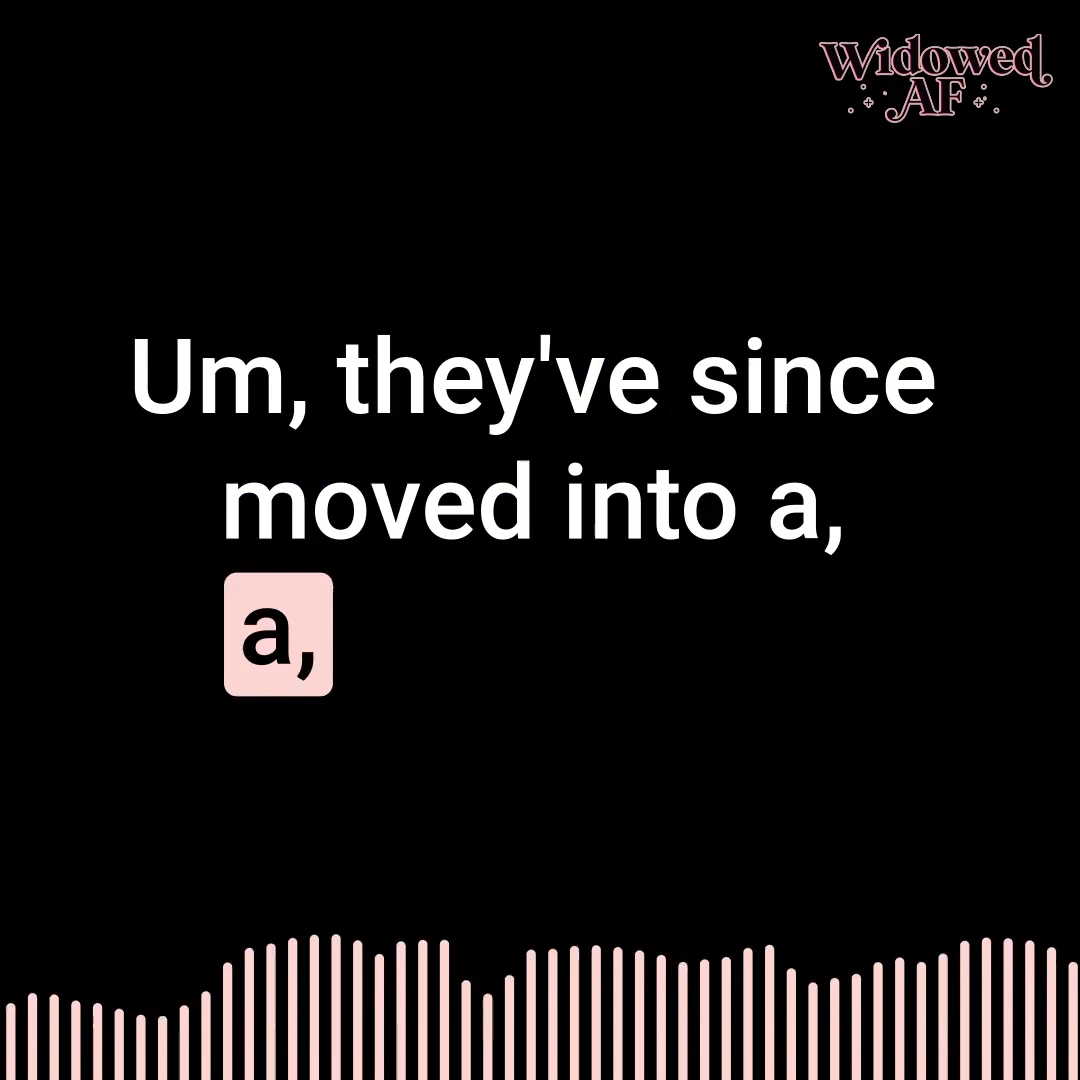 Widowed
AF
Um, they've since
moved into a,
a,